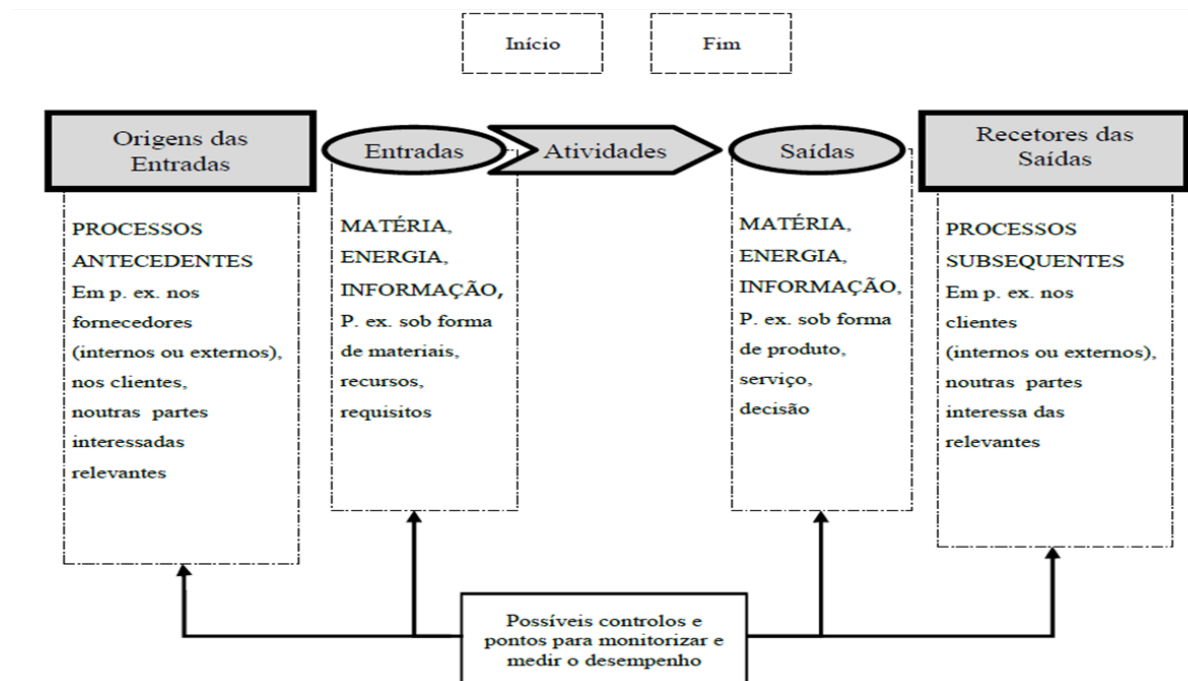 Início
Fim
Origens das
Entradas
Entradas
Atividades
Saídas
Recetores das
Saídas
PROCESSOS
ANTECEDENTES
Em p. ex. nos
fornecedores
(internos ou externos),
nos clientes,
noutras partes
interessadas
relevantes
MATÉRIA,
ENERGIA,
INFORMAÇÃO,
P. ex. sob forma
de materiais,
recursos,
requisitos
MATÉRIA,
ENERGIA,
INFORMAÇÃO,
P. ex. sob forma
de produto,
serviço,
decisão
PROCESSOS
SUBSEQUENTES
Em p. ex. nos
clientes
(internos ou externos),
noutras partes
interessa das
relevantes
Possíveis controlos e
pontos para monitorizar e
medir o desempenho